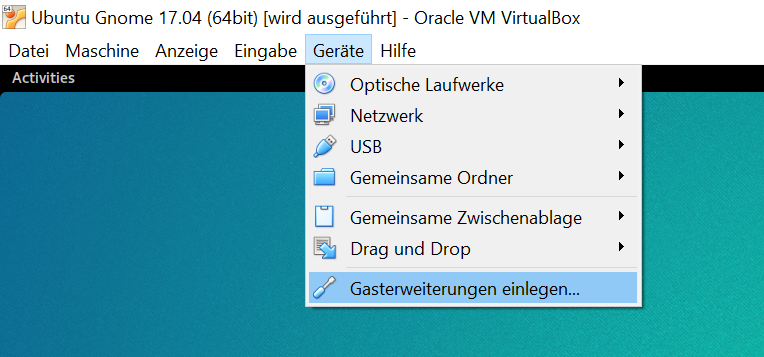 64
Ubuntu Gnome 17.04 (64bit) [wird ausgeführt] - Oracle VM VirtualBox
Datei Maschine Anzeige Eingabe Geräte Hilfe
Activities
Optische Laufwerke
Netzwerk
USB
Gemeinsame Ordner
Gemeinsame Zwischenablage
Drag und Drop
Gasterweiterungen einlegen...